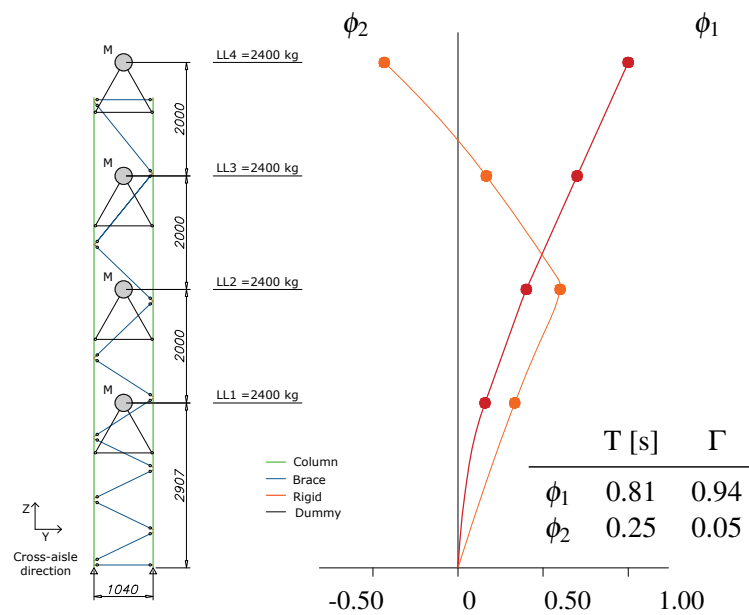 M
LL4 =2400 kg
2000
M
LL3 =2400 kg
2000
M
LL2 =2400 kg
2000
M
LL1 =2400 kg
2907
Column
Brace
Rigid
Dummy
Z
Y
Cross-aisle
direction
1040
ϕ2
ϕ1
T [s] Γ
ϕ1 0.81 0.94
ϕ2 0.25 0.05
-0.50 0 0.50 1.00